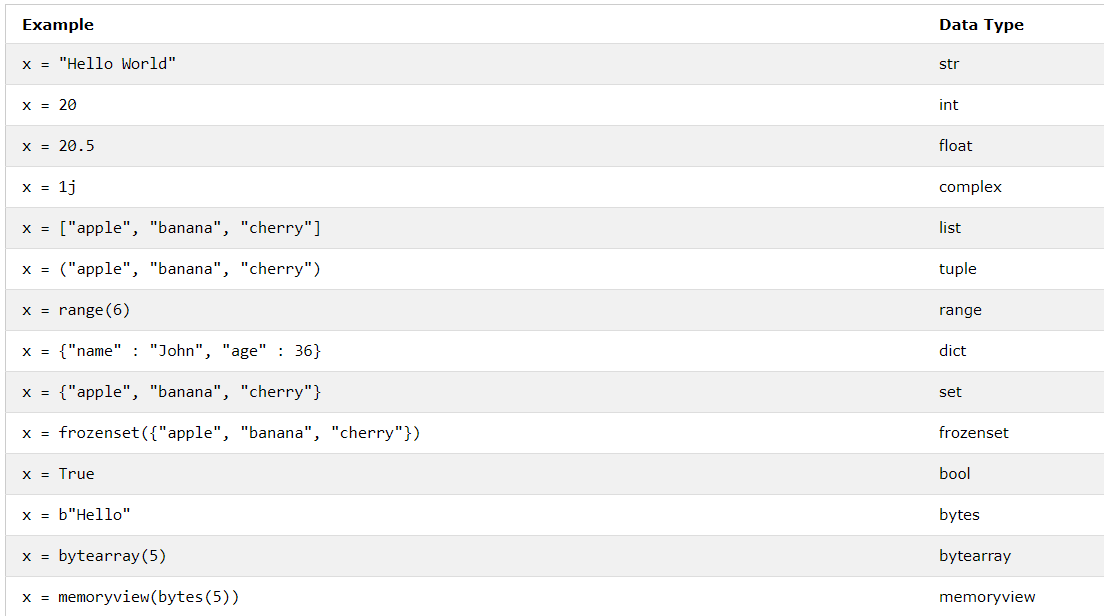 Example Data Type
x = "Hello World" str
x = 20 int
x = 20.5 float
x = 1j complex
x = ["apple", "banana", "cherry"] list
x = ("apple", "banana", "cherry") tuple
x = range(6) range
x = {"name" : "John", "age" : 36} dict
x = {"apple", "banana", "cherry"} set
x = frozenset({"apple", "banana", "cherry"}) frozenset
x = True bool
x = b"Hello" bytes
x = bytearray(5) bytearray
x = memoryview(bytes(5)) memoryview